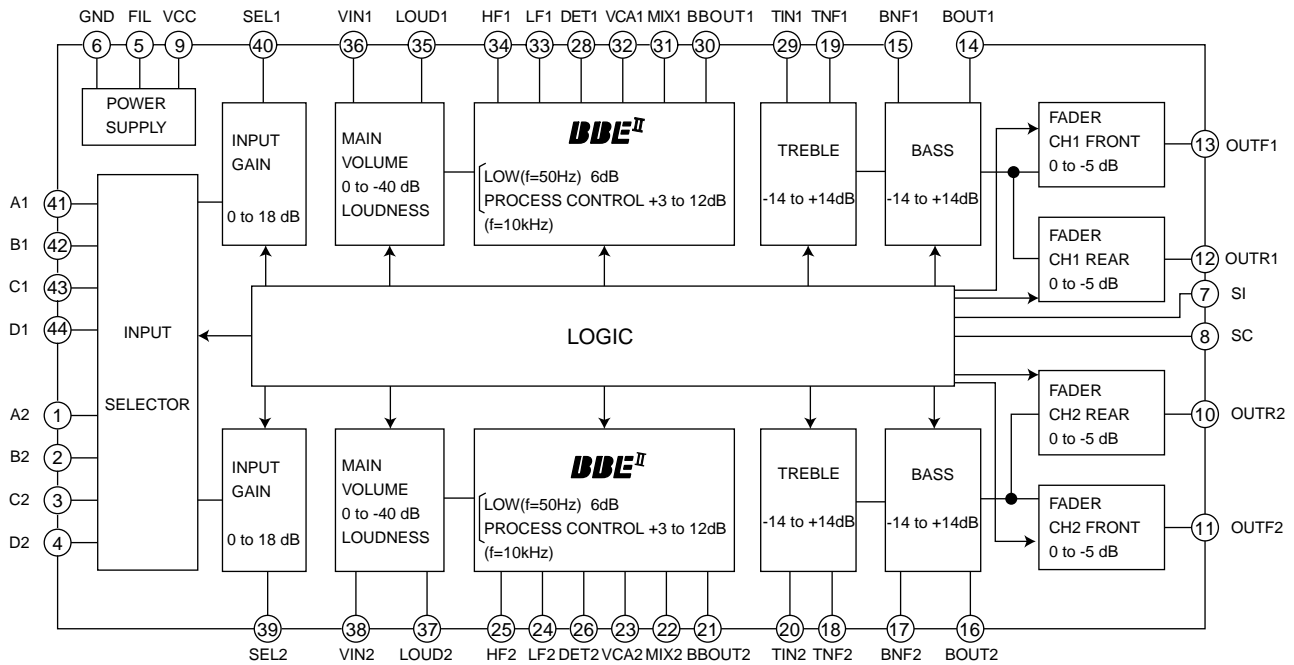 GND FIL VCC SEL1 VIN1 LOUD1 HF1 LF1 DET1 VCA1 MIX1 BBOUT1 TIN1 TNF1 BNF1 BOUT1
6 5 9 40 36 35 34 33 28 32 31 30 29 19 15 14
POWER
SUPPLY
INPUT
GAIN
0 to 18 dB
MAIN
VOLUME
0 to -40 dB
LOUDNESS
BBE II
LOW(f=50Hz) 6dB
PROCESS CONTROL +3 to 12dB
(f=10kHz)
TREBLE
-14 to +14dB
BASS
-14 to +14dB
FADER
CH1 FRONT
0 to -5 dB
13 OUTF1
FADER
CH1 REAR
0 to -5 dB
12 OUTR1
7 SI
8 SC
A1 41
B1 42
C1 43
D1 44
A2 1
B2 2
C2 3
D2 4
INPUT
SELECTOR
LOGIC
FADER
CH2 REAR
0 to -5 dB
10 OUTR2
FADER
CH2 FRONT
0 to -5 dB
11 OUTF2
INPUT
GAIN
0 to 18 dB
MAIN
VOLUME
0 to -40 dB
LOUDNESS
BBE II
LOW(f=50Hz) 6dB
PROCESS CONTROL +3 to 12dB
(f=10kHz)
TREBLE
-14 to +14dB
BASS
-14 to +14dB
39 38 37 25 24 26 23 22 21 20 18 17 16
SEL2 VIN2 LOUD2 HF2 LF2 DET2 VCA2 MIX2 BBOUT2 TIN2 TNF2 BNF2 BOUT2